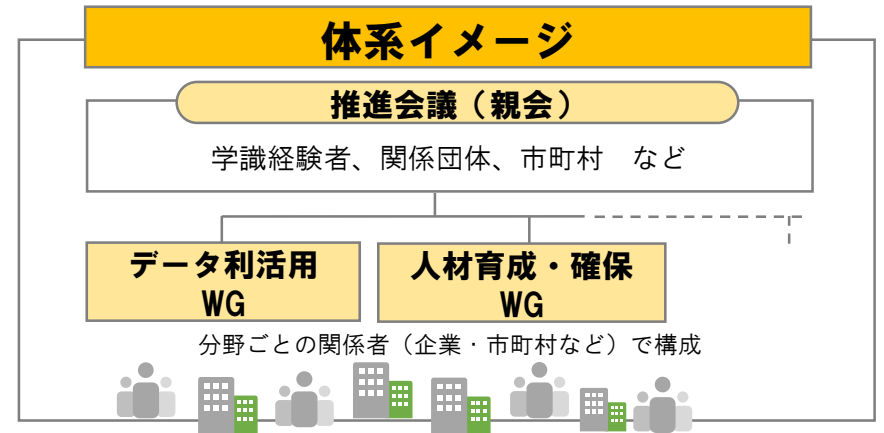 体系イメージ
推進会議（親会）
学識経験者、関係団体、市町村　など
データ利活用
WG
人材育成・確保
WG
分野ごとの関係者（企業・市町村など）で構成